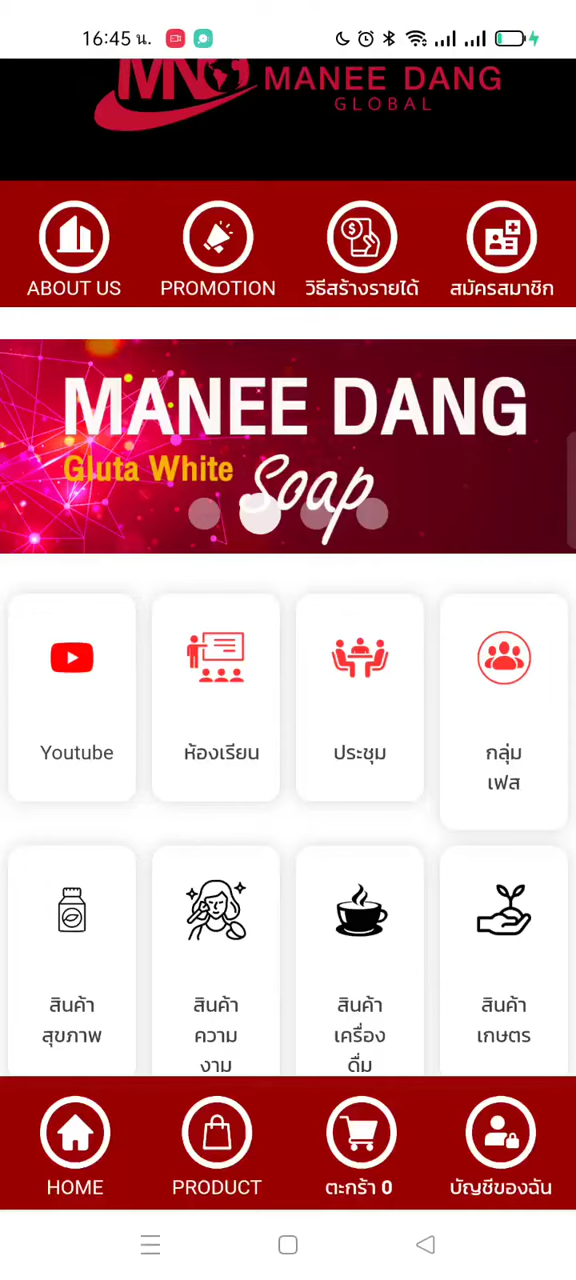 16:45 น.
MNG MANEE DANG
GLOBAL
ABOUT US
PROMOTION
วิธีสร้างรายได้
สมัครสมาชิก
MANEE DANG
Gluta White Soap
Youtube
ห้องเรียน
ประชุม
กลุ่ม
เฟส
สินค้า
สุขภาพ
สินค้า
ความ
งาม
สินค้า
เครื่อง
ดื่ม
สินค้า
เกษตร
HOME
PRODUCT
ตะกร้า 0
บัญชีของฉัน